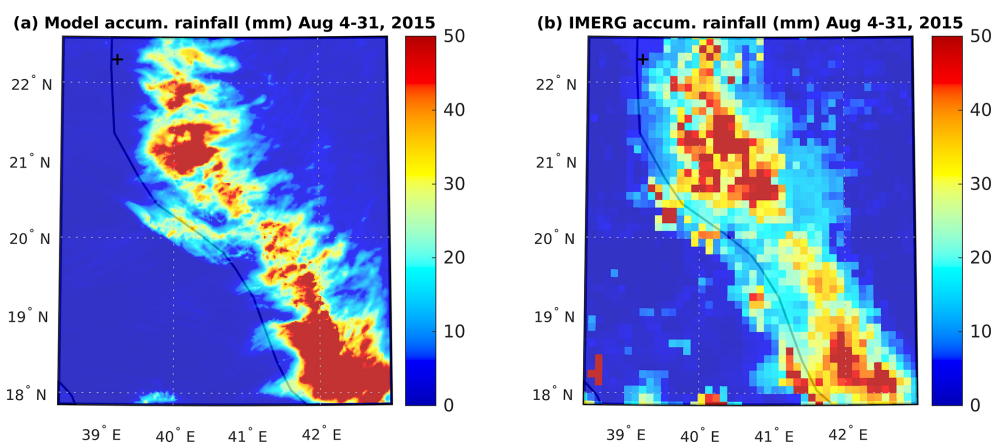 (a) Model accum. rainfall (mm) Aug 4-31, 2015
(b) IMERG accum. rainfall (mm) Aug 4-31, 2015
22° N
21° N
20° N
19° N
18° N
39° E
40° E
41° E
42° E
50
40
30
20
10
0
22° N
21° N
20° N
19° N
18° N
39° E
40° E
41° E
42° E
50
40
30
20
10
0